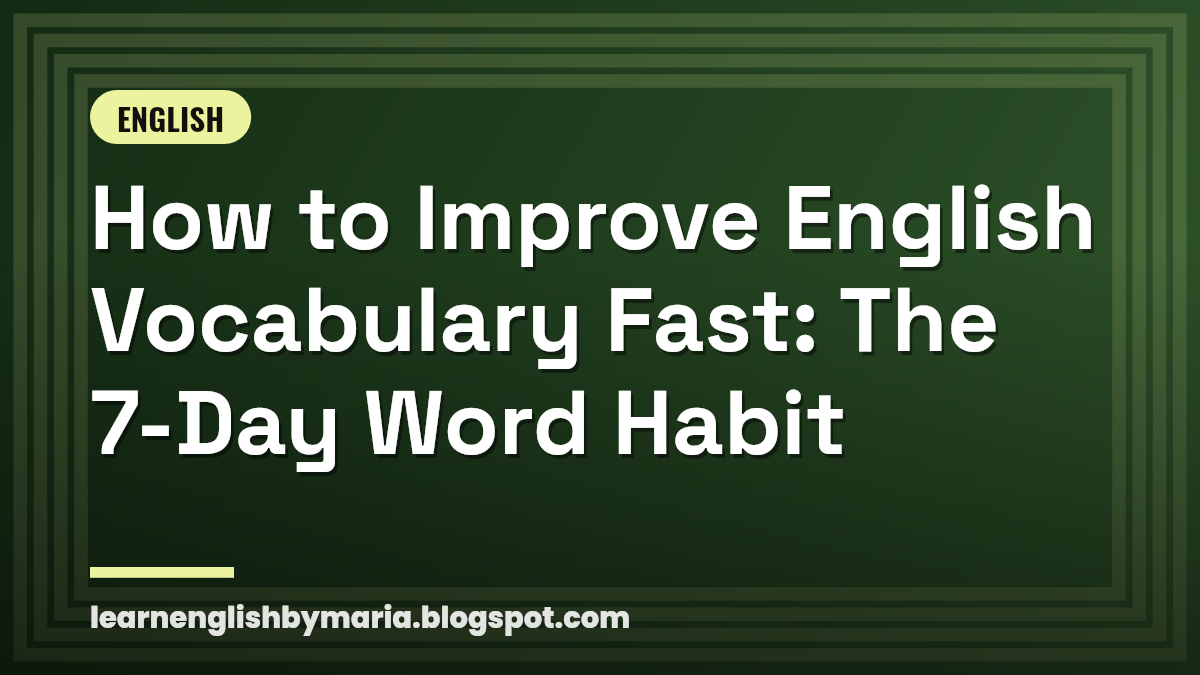 ENGLISH
How to Improve English
Vocabulary Fast: The
7-Day Word Habit
learnenglishbymaria.blogspot.com